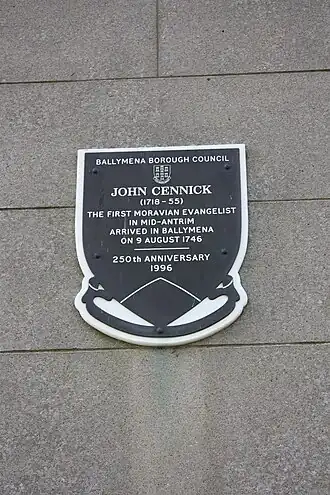 BALLYMENA BOROUGH COUNCIL
JOHN CENNICK
(1718 - 55)
THE FIRST MORAVIAN EVANGELIST
IN MID-ANTRIM
ARRIVED IN BALLYMENA
ON 9 AUGUST 1746
250th ANNIVERSARY
1996